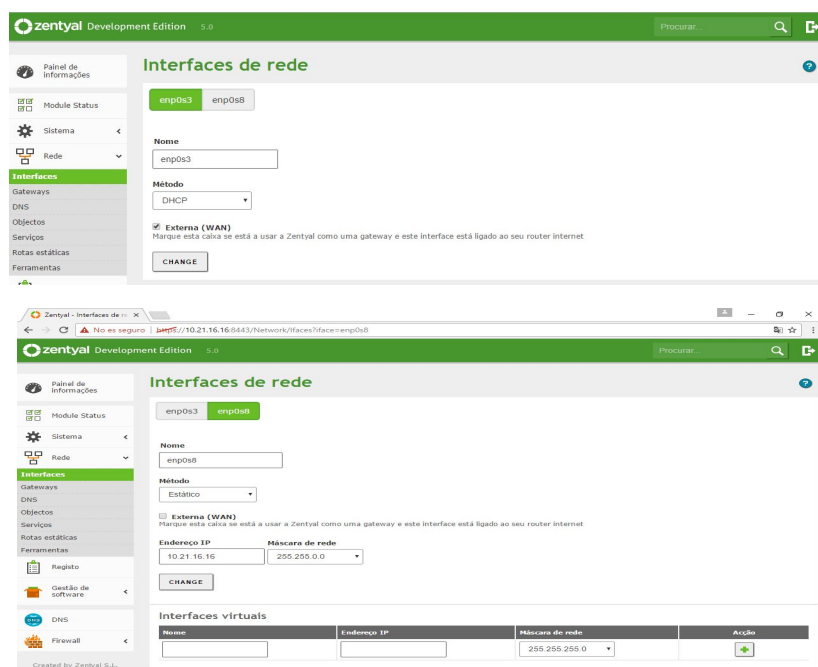 zentyal Development Edition 5.0
Procurar...
Painel de
informações
Module Status
Sistema
Rede
Interfaces
Gateways
DNS
Objectos
Serviços
Rotas estáticas
Ferramentas
Interfaces de rede
enp0s3 enp0s8
Nome
enp0s3
Método
DHCP
Externa (WAN)
Marque esta caixa se está a usar a Zentyal como uma gateway e este interface está ligado ao seu router internet
CHANGE
Zentyal - Interfaces de re
No es seguro https://10.21.16.16:8443/Network/Ifaces?iface=enp0s8
zentyal Development Edition 5.0
Procurar...
Painel de
informações
Module Status
Sistema
Rede
Interfaces
Gateways
DNS
Objectos
Serviços
Rotas estáticas
Ferramentas
Registo
Gestão de
software
DNS
Firewall
Created by Zentyal S.L.
Interfaces de rede
enp0s3 enp0s8
Nome
enp0s8
Método
Estático
Externa (WAN)
Marque esta caixa se está a usar a Zentyal como uma gateway e este interface está ligado ao seu router internet
Endereço IP Máscara de rede
10.21.16.16 255.255.0.0
CHANGE
Interfaces virtuais
Nome Endereço IP Máscara de rede Acção
255.255.255.0